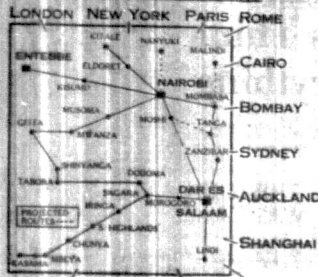 LONDON NEW YORK PARIS ROME
KITALE NANYUKI MALINDI
ENTEBBE ELDORET CAIRO
KISUMU NAIROBI
MUSOMA MOMBASA BOMBAY
GEITA MWANZA MOSHI TANGA
ZANZIBAR SYDNEY
SHINYANGA
TABORA DODOMA
SAGARA DAR ES AUCKLAND
IRINGA MOROGORO SALAAM
PROJECTED
ROUTES
S. HIGHLANDS SHANGHAI
CHUNYA
KASAMA MBEYA LINDI